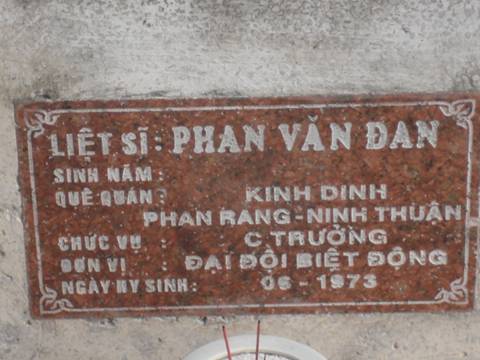 LIỆT SĨ : PHAN VĂN ĐAN
SINH NĂM :
QUÊ QUÁN : KINH DINH
PHAN RANG - NINH THUẬN
CHỨC VỤ : C.TRƯỞNG
ĐƠN VỊ : ĐẠI ĐỘI BIỆT ĐỘNG
NGÀY HY SINH : 06 - 1973